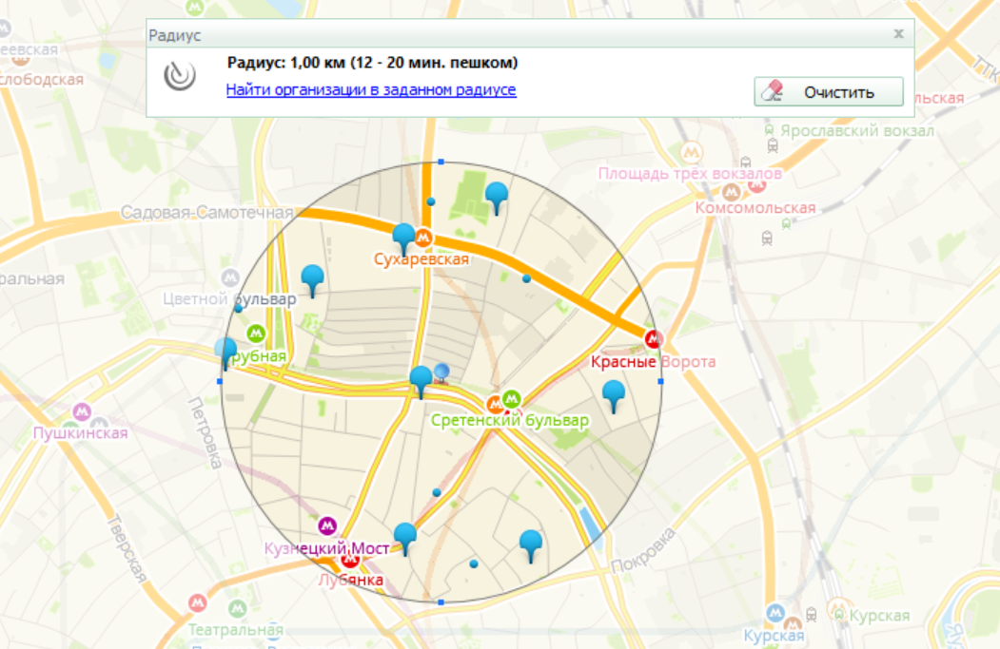 Радиус
Радиус: 1,00 км (12 - 20 мин. пешком)
Найти организации в заданном радиусе
Очистить
еевская
слободская
ТТК
льская
Ярославский вокзал
Площадь трёх вокзалов
Комсомольская
Садовая-Самотечная
Сухаревская
ральная
Цветной бульвар
рубная
Красные Ворота
Сретенский бульвар
Петровка
Пушкинская
Тверская
Кузнецкий Мост
Лубянка
Покровка
Театральная
Курская
Курская